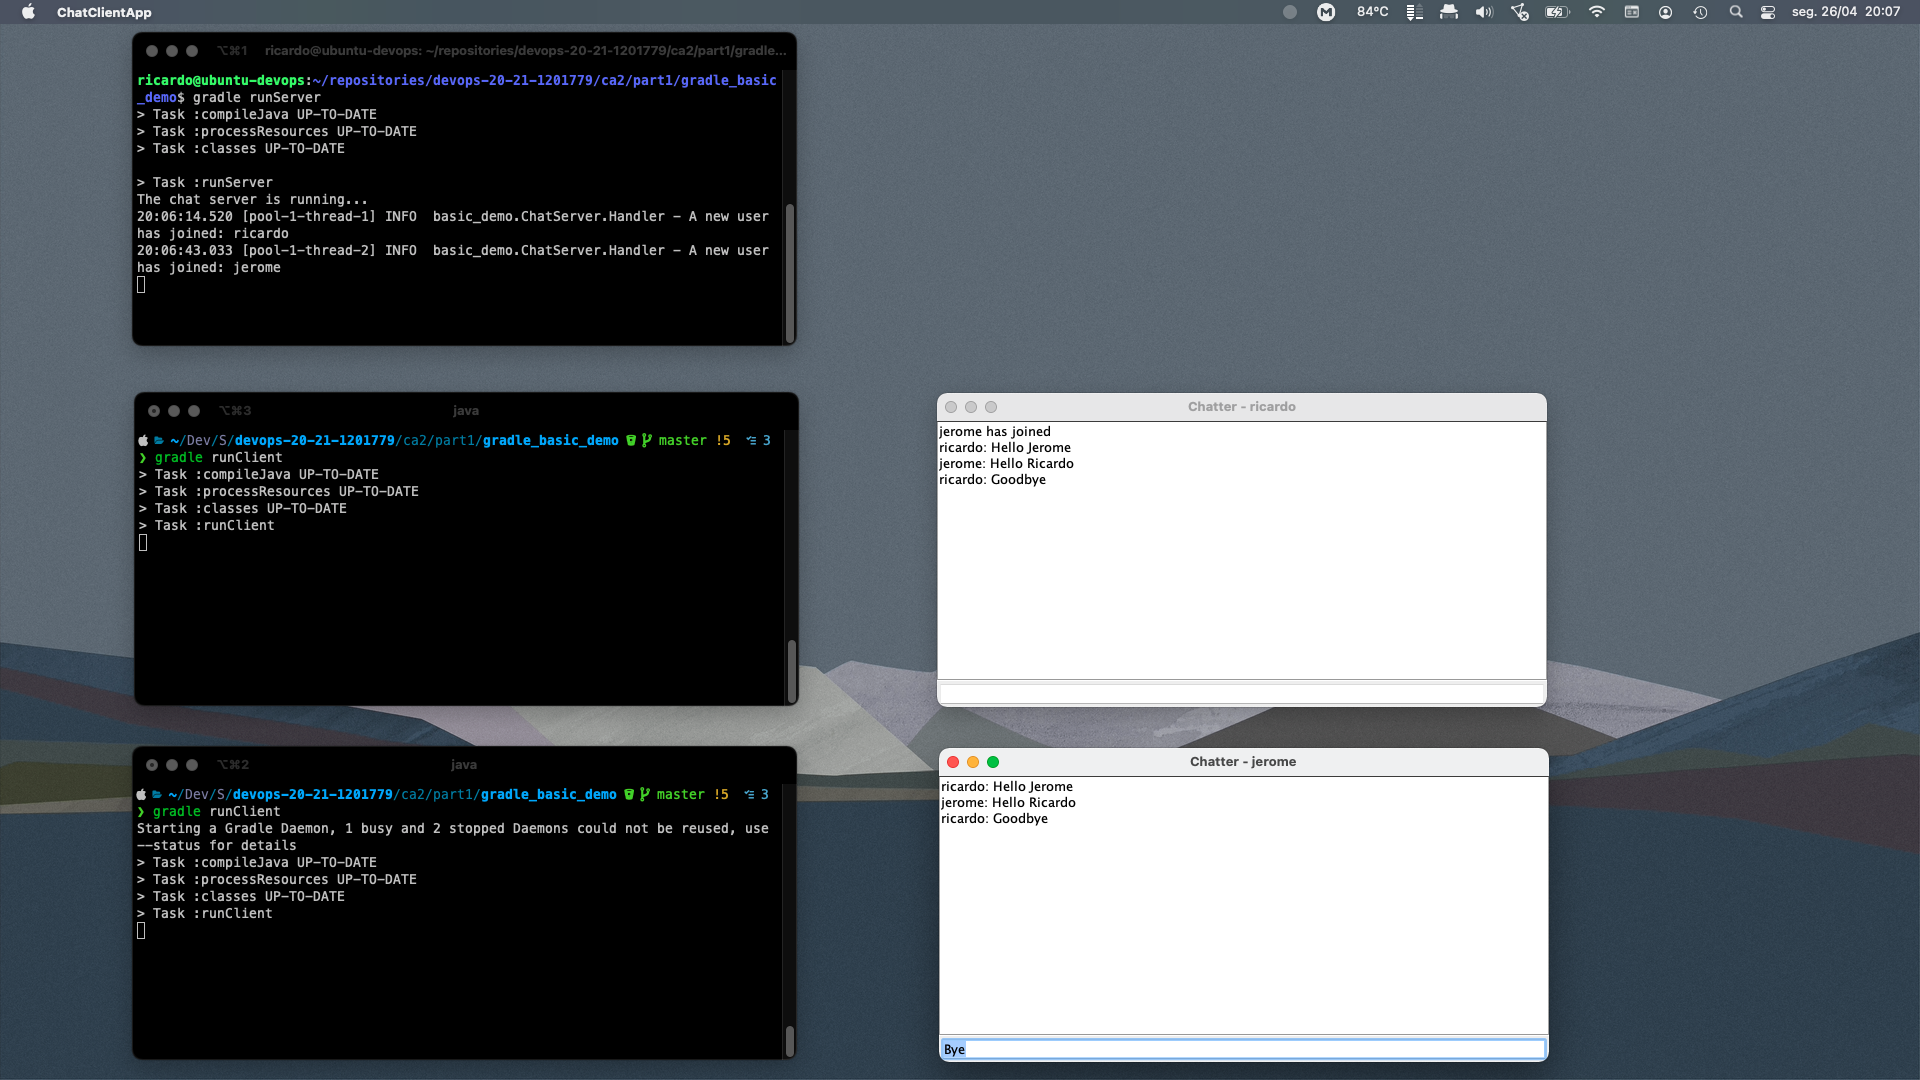 ChatClientApp
84°C
seg. 26/04 20:07
⌥⌘1 ricardo@ubuntu-devops: ~/repositories/devops-20-21-1201779/ca2/part1/gradle...
ricardo@ubuntu-devops:~/repositories/devops-20-21-1201779/ca2/part1/gradle_basic
_demo$ gradle runServer
> Task :compileJava UP-TO-DATE
> Task :processResources UP-TO-DATE
> Task :classes UP-TO-DATE
> Task :runServer
The chat server is running...
20:06:14.520 [pool-1-thread-1] INFO  basic_demo.ChatServer.Handler - A new user
has joined: ricardo
20:06:43.033 [pool-1-thread-2] INFO  basic_demo.ChatServer.Handler - A new user
has joined: jerome
⌥⌘3 java
~/Dev/S/devops-20-21-1201779/ca2/part1/gradle_basic_demo master !5 3
❯ gradle runClient
> Task :compileJava UP-TO-DATE
> Task :processResources UP-TO-DATE
> Task :classes UP-TO-DATE
> Task :runClient
Chatter - ricardo
jerome has joined
ricardo: Hello Jerome
jerome: Hello Ricardo
ricardo: Goodbye
⌥⌘2 java
~/Dev/S/devops-20-21-1201779/ca2/part1/gradle_basic_demo master !5 3
❯ gradle runClient
Starting a Gradle Daemon, 1 busy and 2 stopped Daemons could not be reused, use
--status for details
> Task :compileJava UP-TO-DATE
> Task :processResources UP-TO-DATE
> Task :classes UP-TO-DATE
> Task :runClient
Chatter - jerome
ricardo: Hello Jerome
jerome: Hello Ricardo
ricardo: Goodbye
Bye